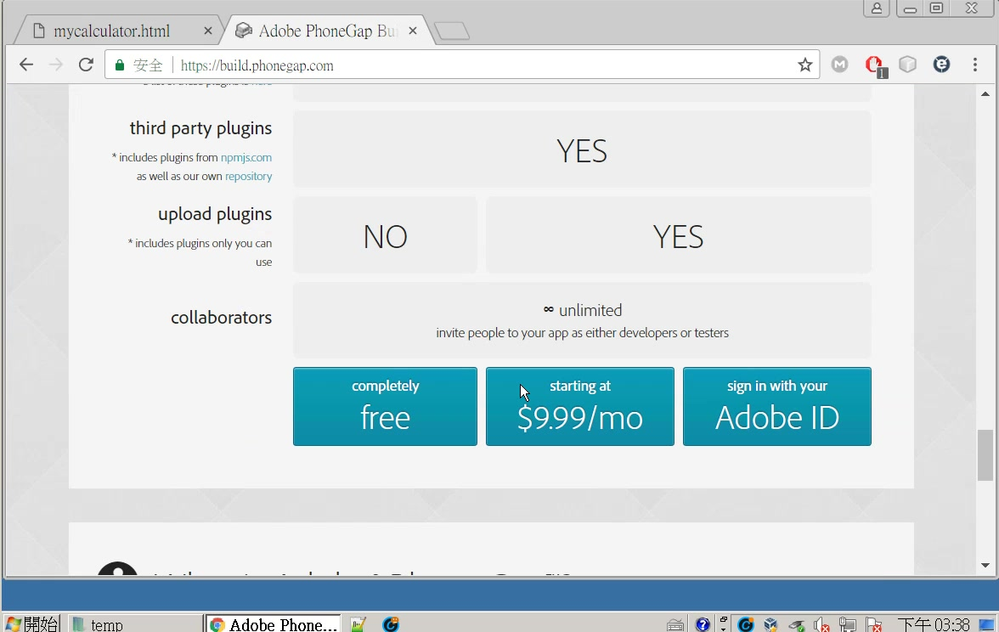 mycalculator.html
Adobe PhoneGap Bui
安全
https://build.phonegap.com
third party plugins
* includes plugins from npmjs.com
as well as our own repository
YES
upload plugins
* includes plugins only you can
use
NO
YES
collaborators
∞ unlimited
invite people to your app as either developers or testers
completely
free
starting at
$9.99/mo
sign in with your
Adobe ID
開始
temp
Adobe Phone...
下午 03:38